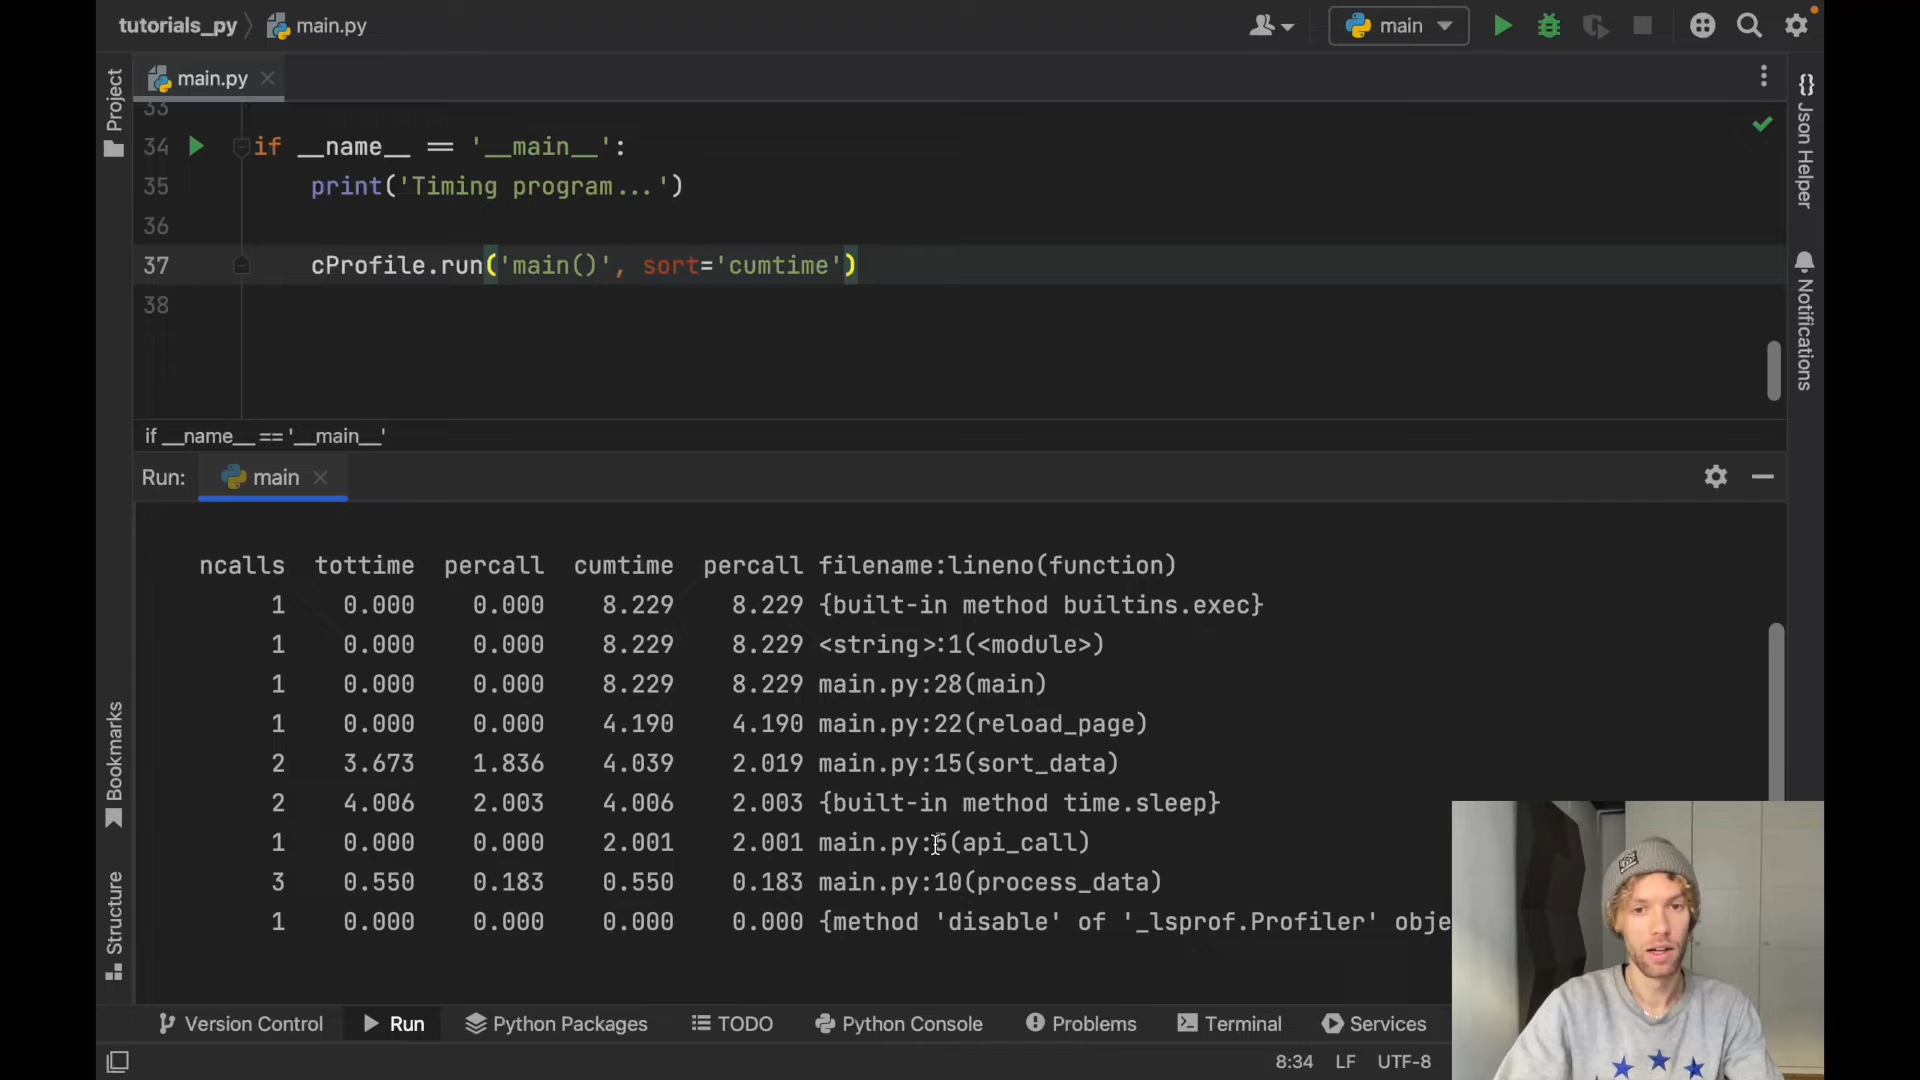 tutorials_py main.py main
Project
main.py
33
34 if __name__ == '__main__':
35 print('Timing program...')
36
37 cProfile.run('main()', sort='cumtime')
38
if __name__ == '__main__'
Json Helper
Notifications
Run: main
ncalls tottime percall cumtime percall filename:lineno(function)
1 0.000 0.000 8.229 8.229 {built-in method builtins.exec}
1 0.000 0.000 8.229 8.229 <string>:1(<module>)
1 0.000 0.000 8.229 8.229 main.py:28(main)
1 0.000 0.000 4.190 4.190 main.py:22(reload_page)
2 3.673 1.836 4.039 2.019 main.py:15(sort_data)
2 4.006 2.003 4.006 2.003 {built-in method time.sleep}
1 0.000 0.000 2.001 2.001 main.py:5(api_call)
3 0.550 0.183 0.550 0.183 main.py:10(process_data)
1 0.000 0.000 0.000 0.000 {method 'disable' of '_lsprof.Profiler' obje
Bookmarks
Structure
Version Control Run Python Packages TODO Python Console Problems Terminal Services
8:34 LF UTF-8